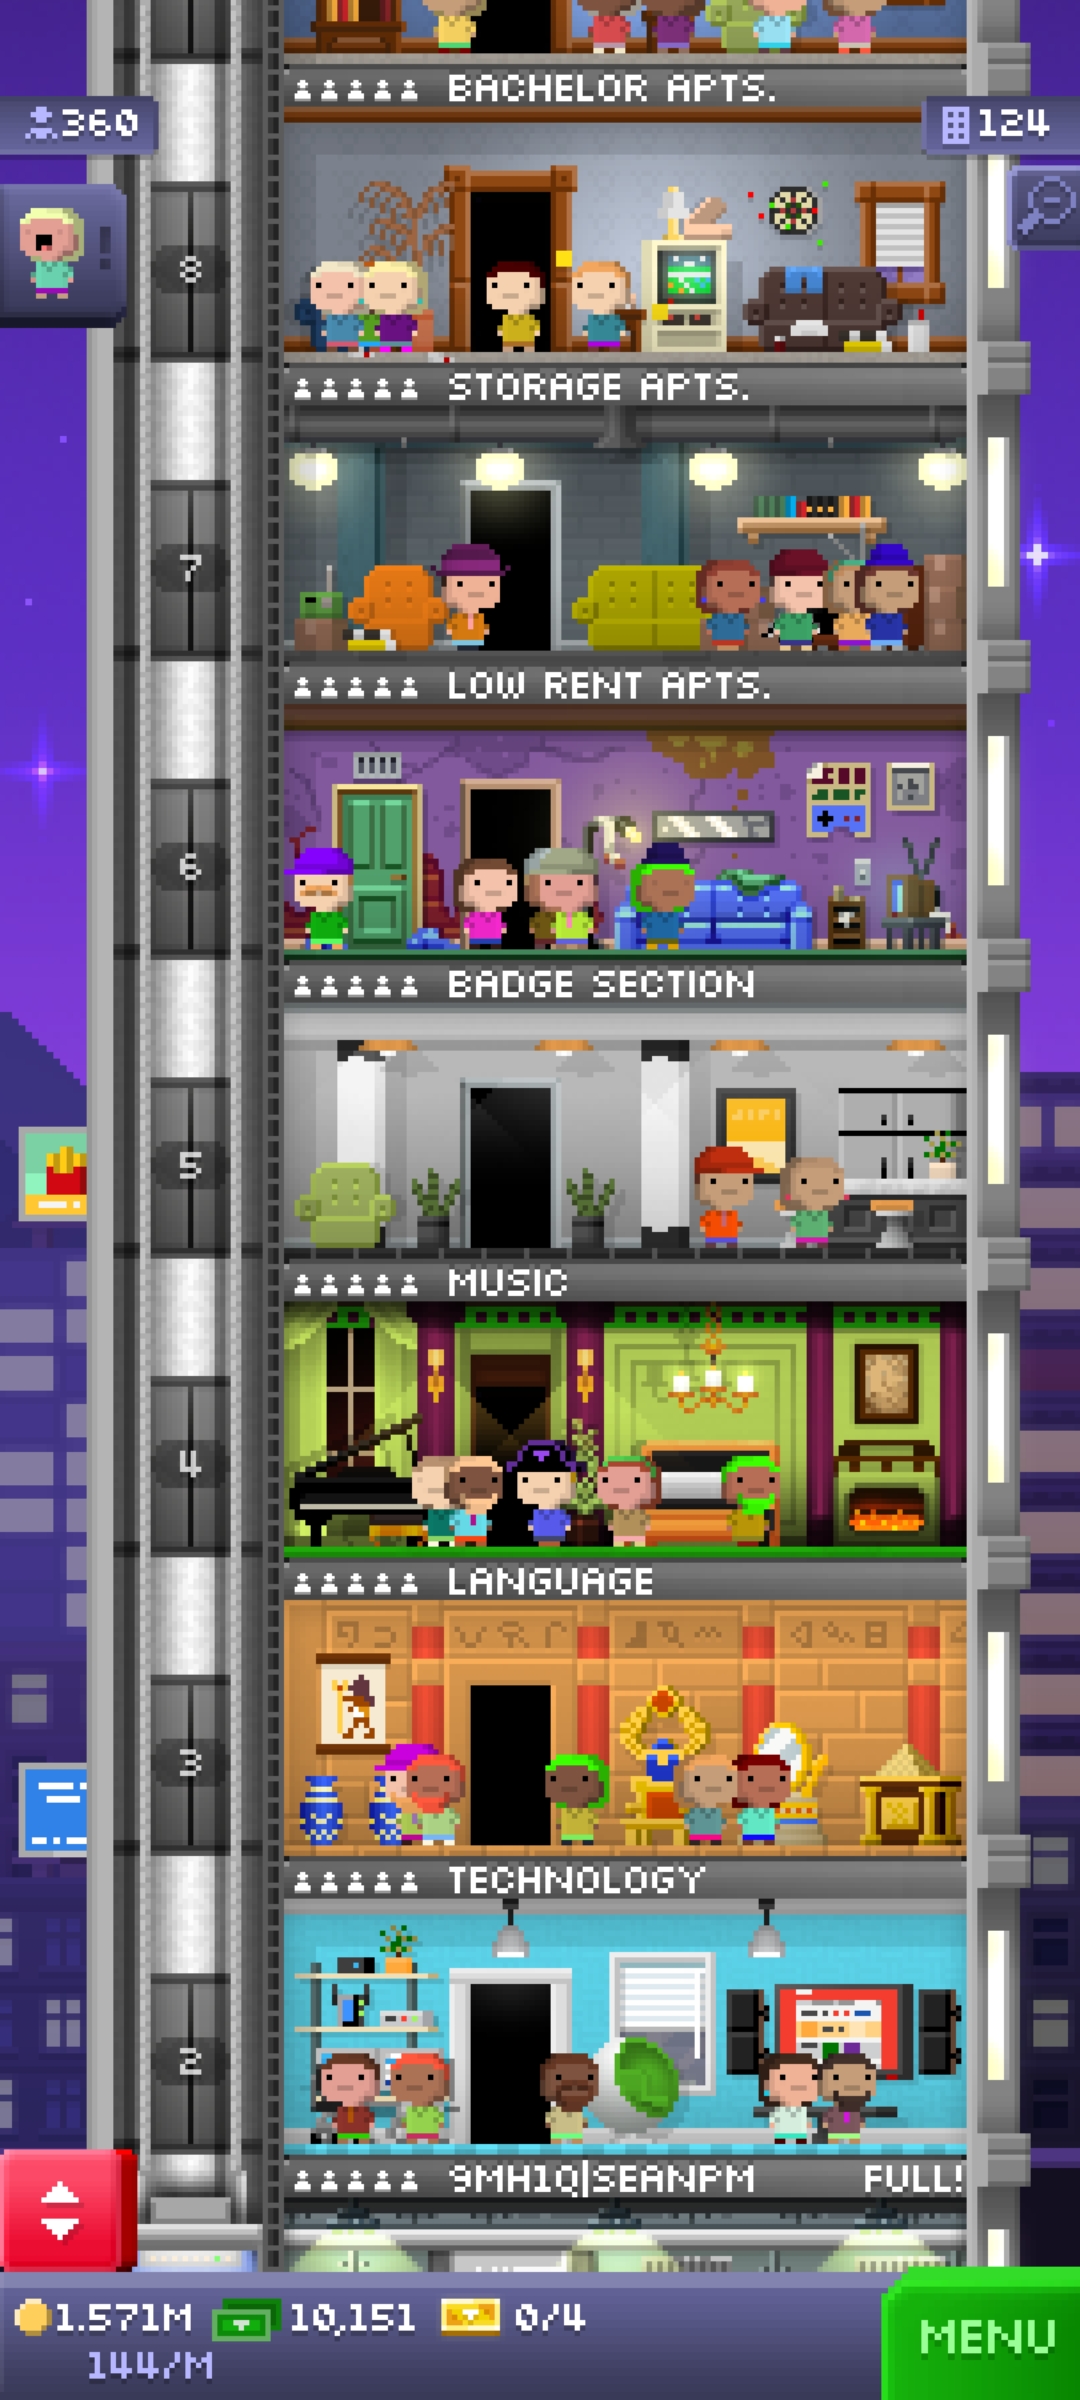 BACHELOR APTS.
360
124
8
STORAGE APTS.
7
LOW RENT APTS.
6
BADGE SECTION
5
MUSIC
4
LANGUAGE
3
TECHNOLOGY
2
9MH1Q|SEANPM FULL!
1.571M 10,151 0/4
144/M
MENU